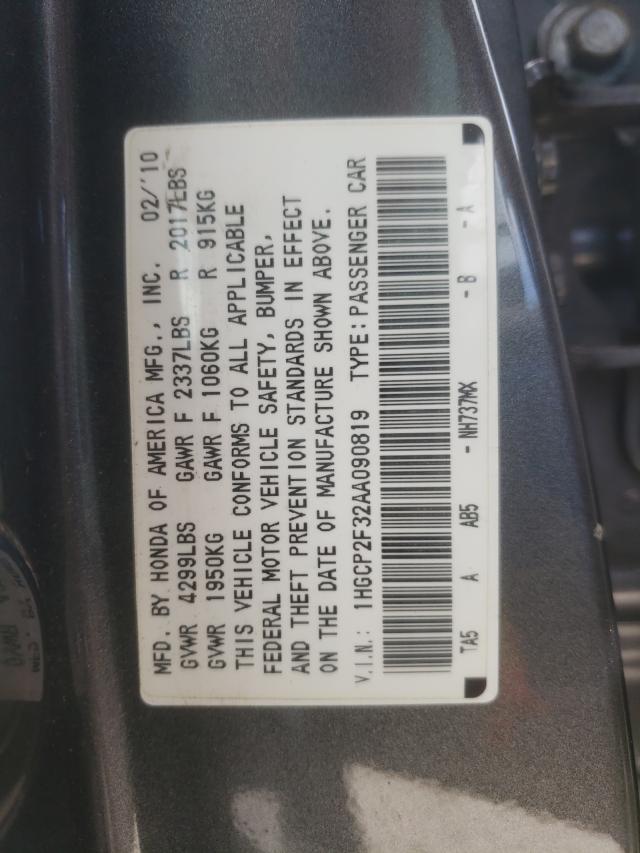 MFD. BY HONDA OF AMERICA MFG., INC. 02/'10
GVWR 4299LBS GAWR F 2337LBS R 2017LBS
GVWR 1950KG GAWR F 1060KG R 915KG
THIS VEHICLE CONFORMS TO ALL APPLICABLE
FEDERAL MOTOR VEHICLE SAFETY, BUMPER,
AND THEFT PREVENTION STANDARDS IN EFFECT
ON THE DATE OF MANUFACTURE SHOWN ABOVE.
V.I.N.: 1HGCP2F32AA090819 TYPE: PASSENGER CAR
TA5 A AB5 - NH737MX - B - A